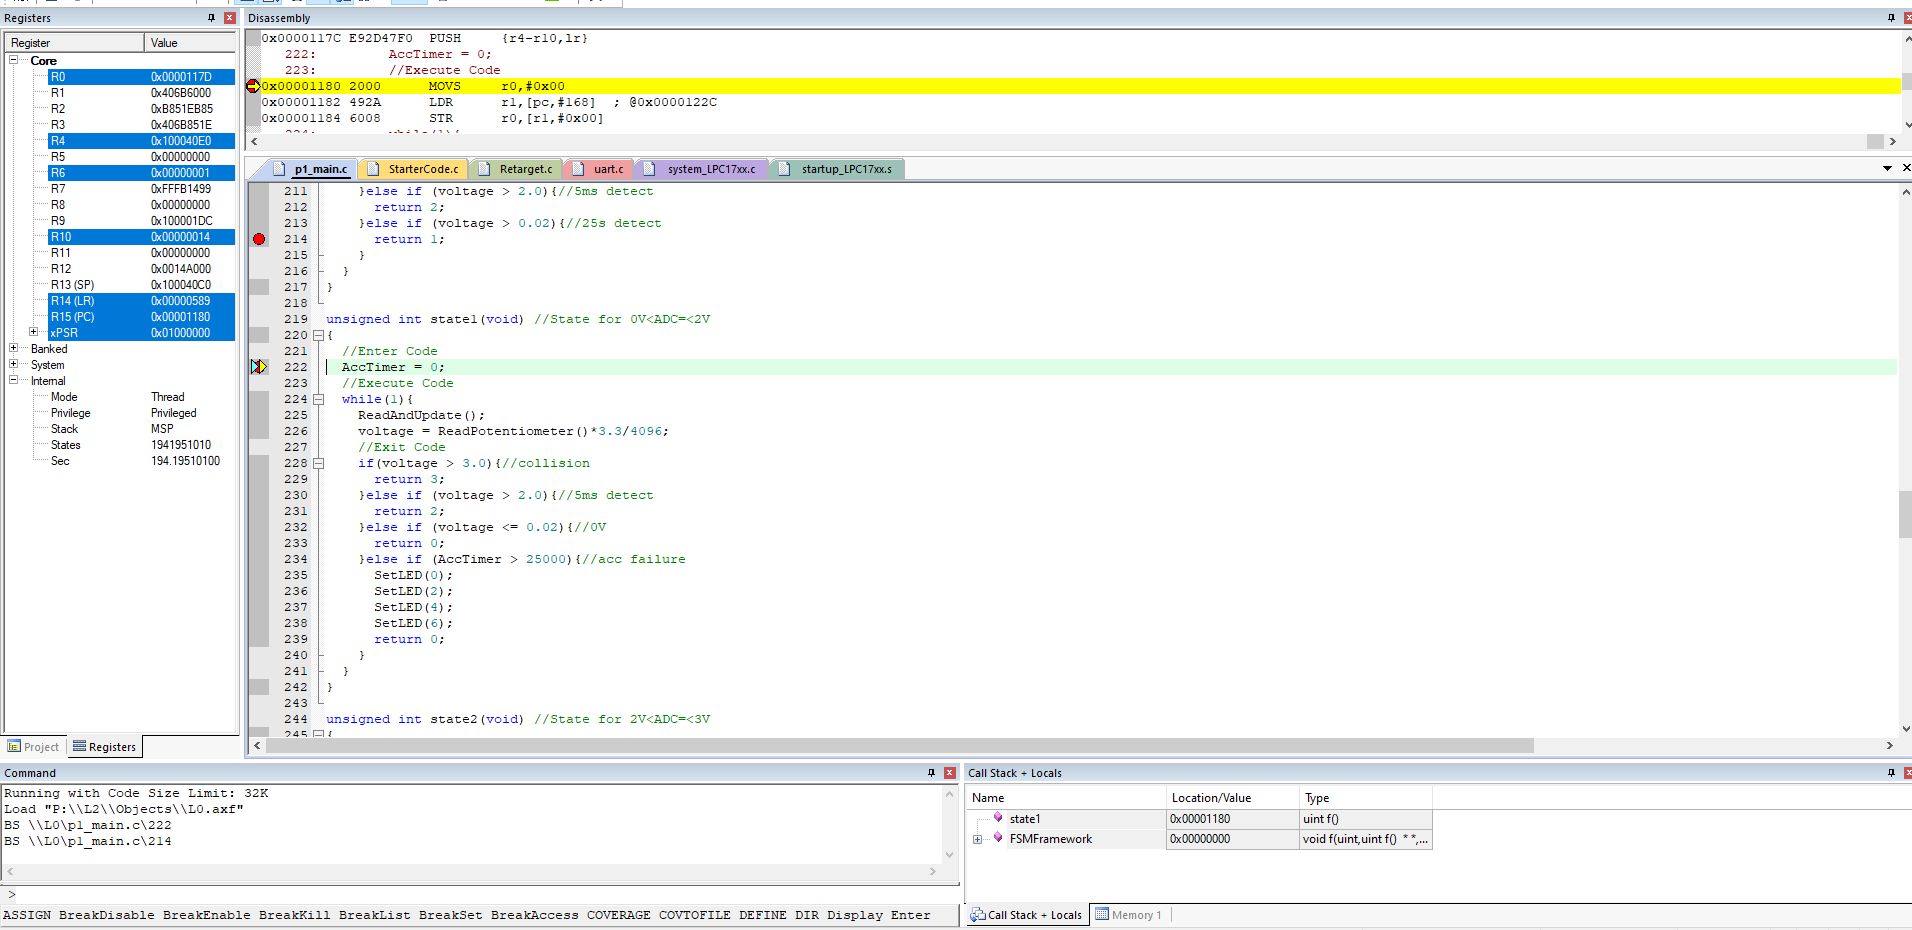 Registers
Register Value
Core
R0 0x0000117D
R1 0x406B6000
R2 0xB851EB85
R3 0x406B851E
R4 0x100040E0
R5 0x00000000
R6 0x00000001
R7 0xFFFB1499
R8 0x00000000
R9 0x100001DC
R10 0x00000014
R11 0x00000000
R12 0x0014A000
R13 (SP) 0x100040C0
R14 (LR) 0x00000589
R15 (PC) 0x00001180
xPSR 0x01000000
Banked
System
Internal
Mode Thread
Privilege Privileged
Stack MSP
States 1941951010
Sec 194.19510100
Project Registers
Disassembly
0x0000117C E92D47F0 PUSH {r4-r10,lr}
222: AccTimer = 0;
223: //Execute Code
0x00001180 2000 MOVS r0,#0x00
0x00001182 492A LDR r1,[pc,#168] ; @0x0000122C
0x00001184 6008 STR r0,[r1,#0x00]
224: while(1){
p1_main.c StarterCode.c Retarget.c uart.c system_LPC17xx.c startup_LPC17xx.s
211 }else if (voltage > 2.0){//5ms detect
212 return 2;
213 }else if (voltage > 0.02){//25s detect
214 return 1;
215 }
216 }
217 }
218
219 unsigned int state1(void) //State for 0V<ADC=<2V
220 {
221 //Enter Code
222 AccTimer = 0;
223 //Execute Code
224 while(1){
225 ReadAndUpdate();
226 voltage = ReadPotentiometer()*3.3/4096;
227 //Exit Code
228 if(voltage > 3.0){//collision
229 return 3;
230 }else if (voltage > 2.0){//5ms detect
231 return 2;
232 }else if (voltage <= 0.02){//0V
233 return 0;
234 }else if (AccTimer > 25000){//acc failure
235 SetLED(0);
236 SetLED(2);
237 SetLED(4);
238 SetLED(6);
239 return 0;
240 }
241 }
242 }
243
244 unsigned int state2(void) //State for 2V<ADC=<3V
245 {
Command
Running with Code Size Limit: 32K
Load "P:\\L2\\Objects\\L0.axf"
BS \\L0\p1_main.c\222
BS \\L0\p1_main.c\214
>
ASSIGN BreakDisable BreakEnable BreakKill BreakList BreakSet BreakAccess COVERAGE COVTOFILE DEFINE DIR Display Enter
Call Stack + Locals
Name Location/Value Type
state1 0x00001180 uint f()
FSMFramework 0x00000000 void f(uint,uint f() * *,...
Call Stack + Locals Memory 1